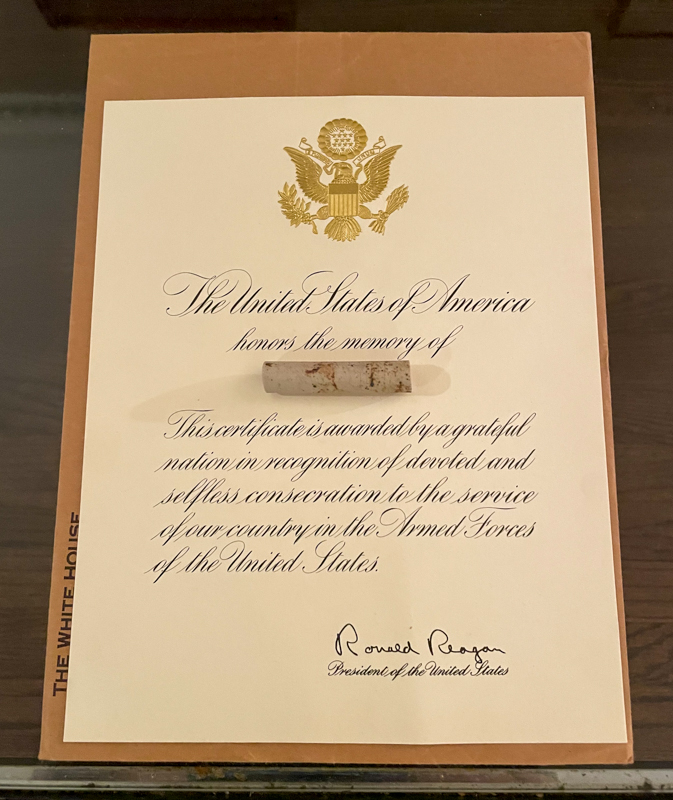 The United States of America
honors the memory of
This certificate is awarded by a grateful
nation in recognition of devoted and
selfless consecration to the service
of our country in the Armed Forces
of the United States.
Ronald Reagan
President of the United States
THE WHITE HOUSE